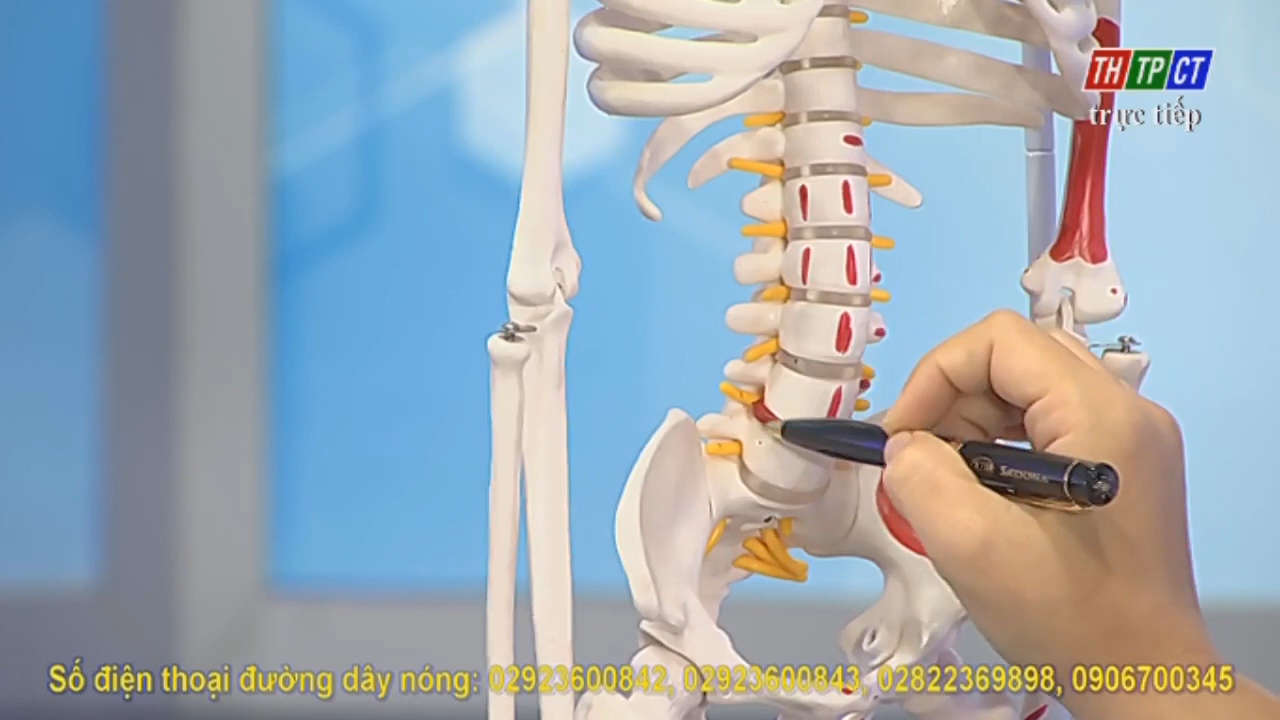 THTPCT
trực tiếp
Số điện thoại đường dây nóng: 02923600842, 02923600843, 02822369898, 0906700345